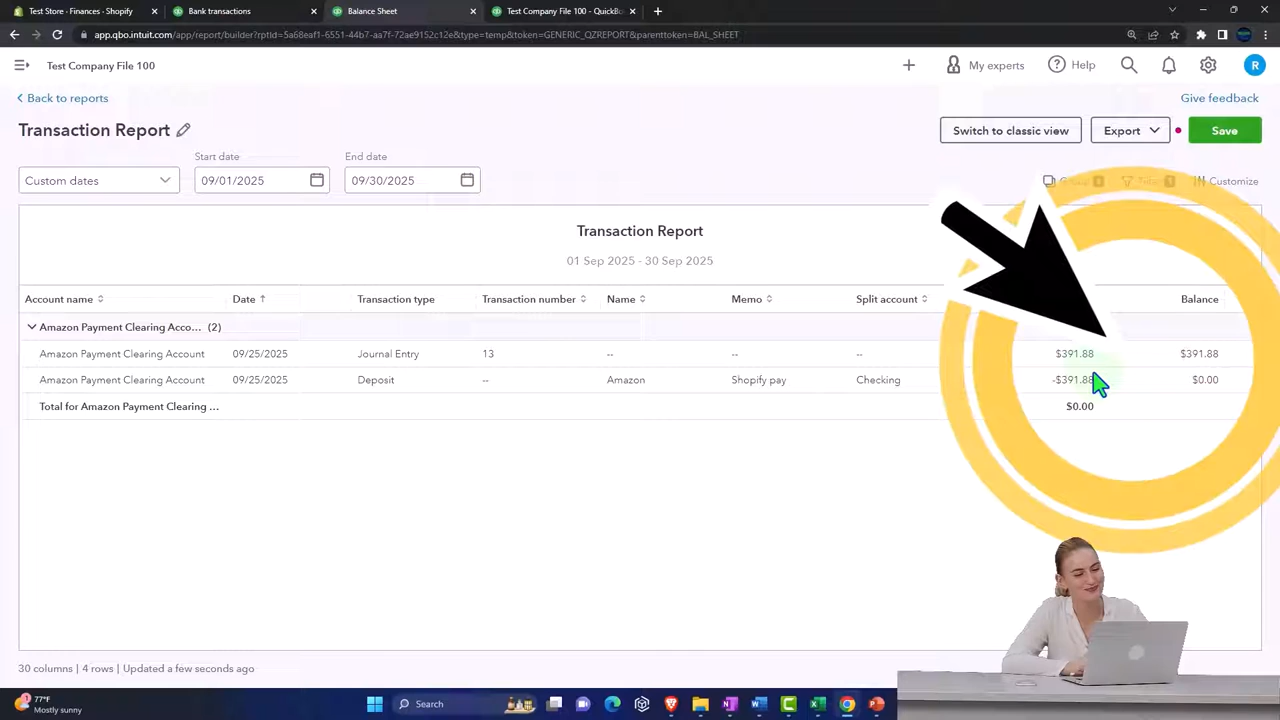 Test Store - Finances · Shopify
Bank transactions
Balance Sheet
Test Company File 100 - QuickBo
app.qbo.intuit.com/app/report/builder?rptId=5a68eaf1-6551-44b7-aa7f-72ae9152c12e&type=temp&token=GENERIC_QZREPORT&parenttoken=BAL_SHEET
Test Company File 100
My experts
Help
R
Back to reports
Give feedback
Transaction Report
Switch to classic view
Export
Save
Start date
End date
Custom dates
09/01/2025
09/30/2025
Customize
Transaction Report
01 Sep 2025 - 30 Sep 2025
Account name Date Transaction type Transaction number Name Memo Split account Balance
Amazon Payment Clearing Acco... (2)
Amazon Payment Clearing Account 09/25/2025 Journal Entry 13 -- -- -- $391.88 $391.88
Amazon Payment Clearing Account 09/25/2025 Deposit -- Amazon Shopify pay Checking -$391.88 $0.00
Total for Amazon Payment Clearing ... $0.00
30 columns | 4 rows | Updated a few seconds ago
77°F
Mostly sunny
Search